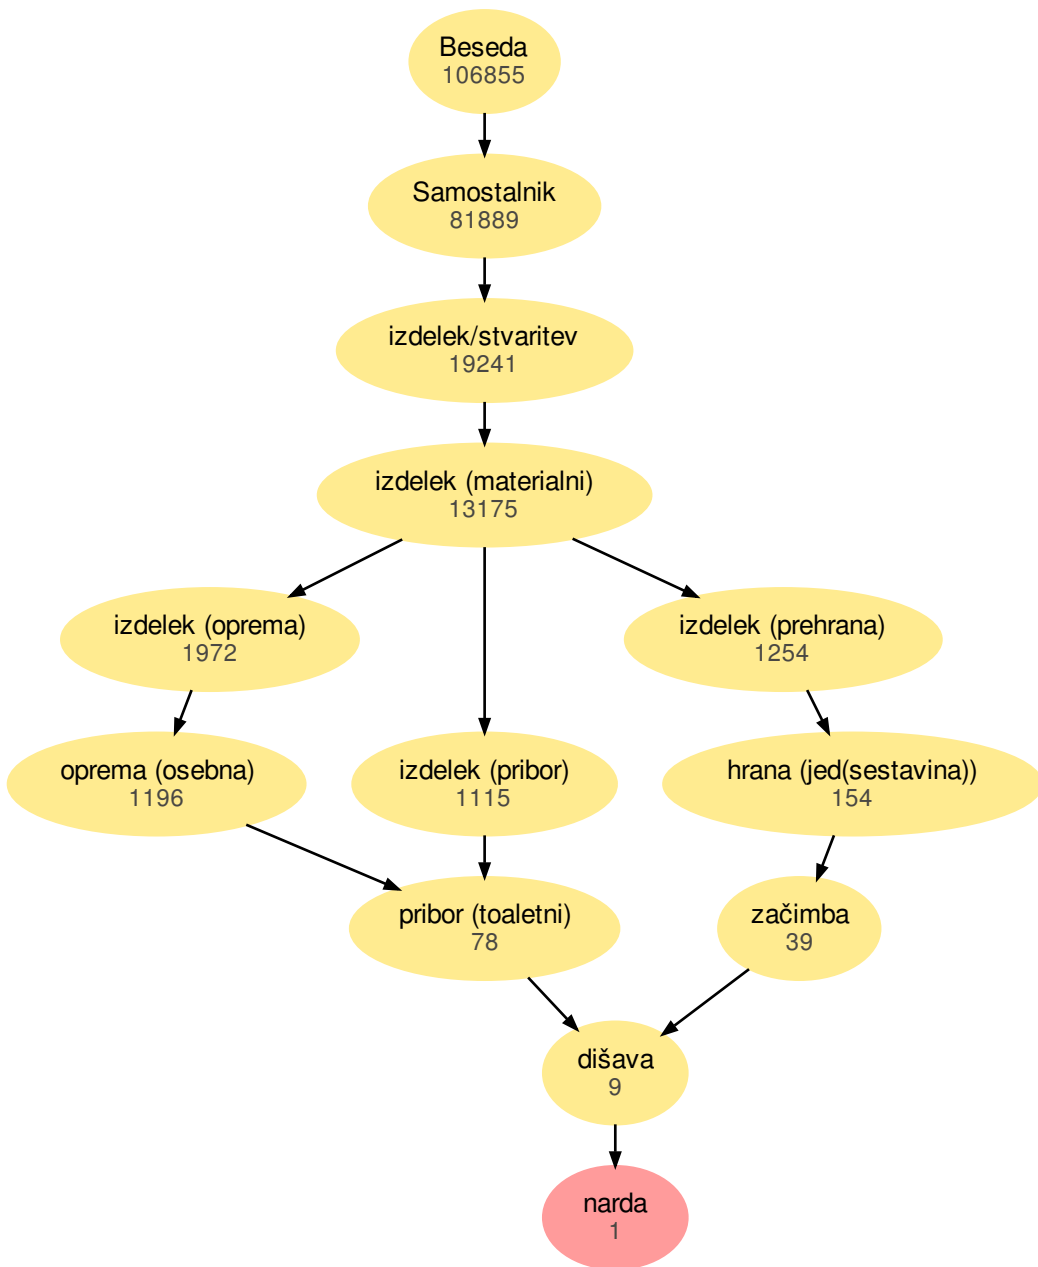 Beseda
106855
Samostalnik
81889
izdelek/stvaritev
19241
izdelek (materialni)
13175
izdelek (oprema)
1972
izdelek (prehrana)
1254
oprema (osebna)
1196
izdelek (pribor)
1115
hrana (jed(sestavina))
154
pribor (toaletni)
78
začimba
39
dišava
9
narda
1